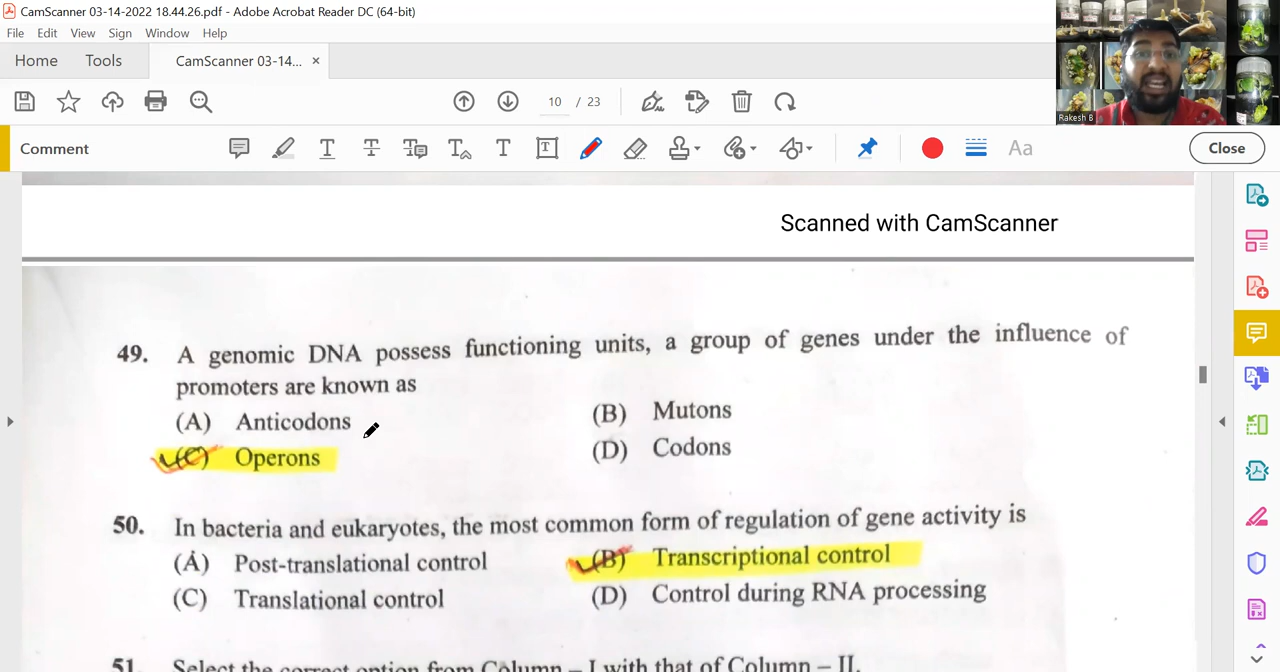 CamScanner 03-14-2022 18.44.26.pdf - Adobe Acrobat Reader DC (64-bit)
File Edit View Sign Window Help
Home Tools CamScanner 03-14... ×
10 / 23
Comment
Aa
Close
Rakesh B
Scanned with CamScanner
49. A genomic DNA possess functioning units, a group of genes under the influence of
promoters are known as
(A) Anticodons (B) Mutons
(C) Operons (D) Codons
50. In bacteria and eukaryotes, the most common form of regulation of gene activity is
(A) Post-translational control (B) Transcriptional control
(C) Translational control (D) Control during RNA processing
51. Select the correct option from Column – I with that of Column – II.